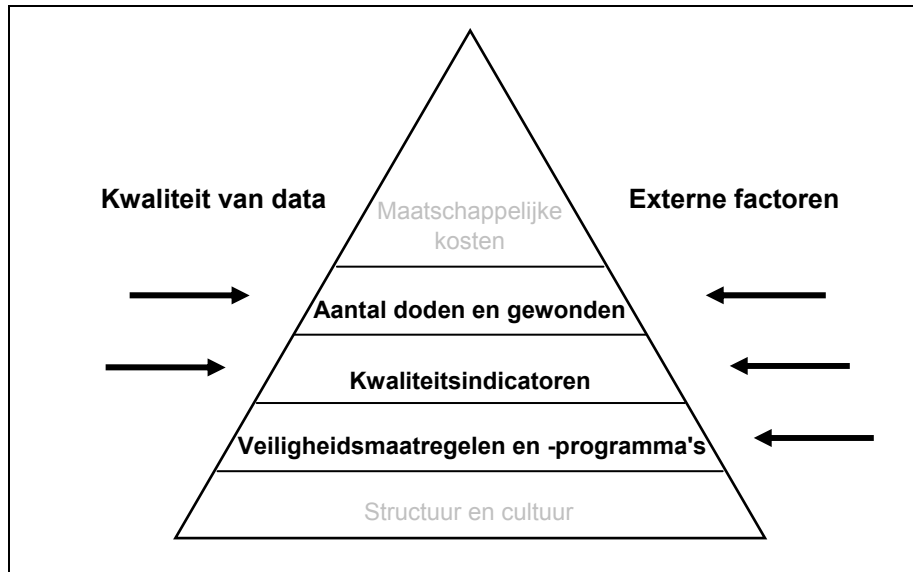 Kwaliteit van data
Externe factoren
Maatschappelijke
kosten
Aantal doden en gewonden
Kwaliteitsindicatoren
Veiligheidsmaatregelen en -programma's
Structuur en cultuur